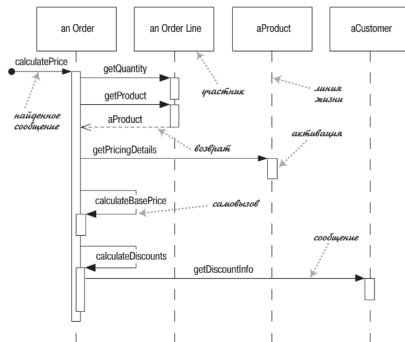 an Order
an Order Line
aProduct
aCustomer
calculatePrice
getQuantity
найденное
сообщение
участник
линия
жизни
getProduct
aProduct
возврат
активация
getPricingDetails
calculateBasePrice
самовызов
calculateDiscounts
сообщение
getDiscountInfo